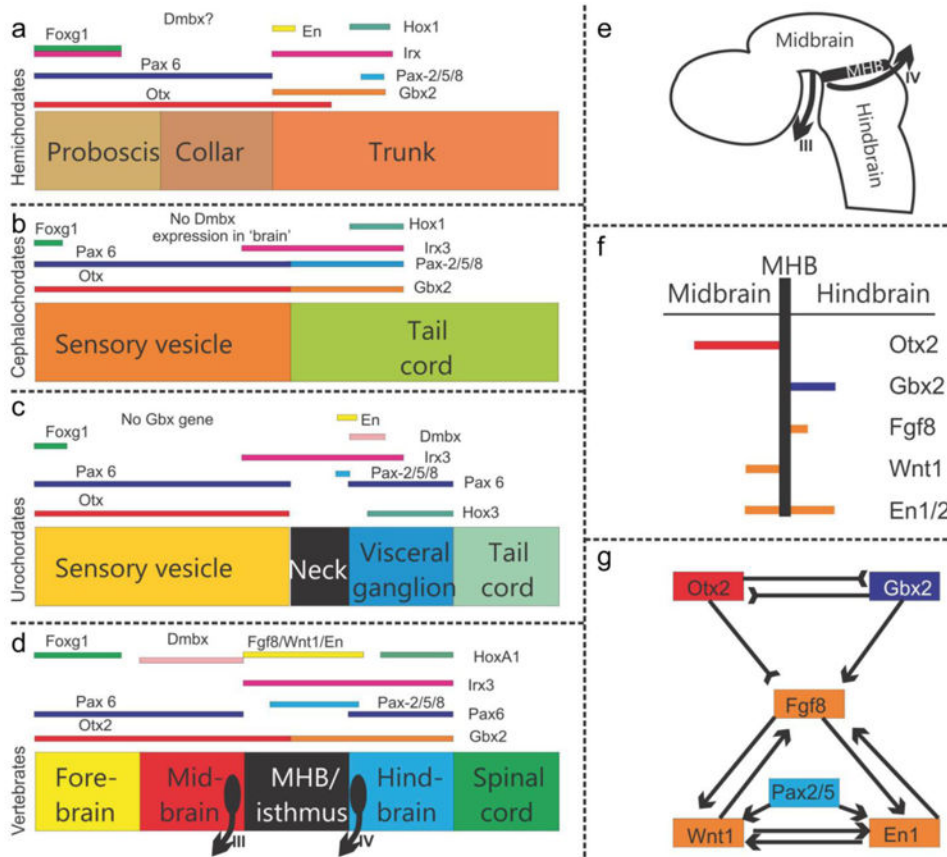 a
Dmbx?
Foxg1
En
Hox1
Irx
Pax 6
Pax-2/5/8
Otx
Gbx2
Hemichordates
Proboscis
Collar
Trunk
b
No Dmbx
expression in 'brain'
Foxg1
Hox1
Irx3
Pax 6
Pax-2/5/8
Otx
Gbx2
Cephalochordates
Sensory vesicle
Tail
cord
c
No Gbx gene
Foxg1
En
Dmbx
Irx3
Pax 6
Pax-2/5/8
Pax 6
Otx
Hox3
Urochordates
Sensory vesicle
Neck
Visceral
ganglion
Tail
cord
d
Foxg1
Dmbx
Fgf8/Wnt1/En
HoxA1
Irx3
Pax 6
Pax-2/5/8
Pax6
Otx2
Gbx2
Vertebrates
Fore-
brain
Mid-
brain
MHB/
isthmus
Hind-
brain
Spinal
cord
III
IV
e
Midbrain
MHB
IV
III
Hindbrain
f
MHB
Midbrain
Hindbrain
Otx2
Gbx2
Fgf8
Wnt1
En1/2
g
Otx2
Gbx2
Fgf8
Pax2/5
Wnt1
En1